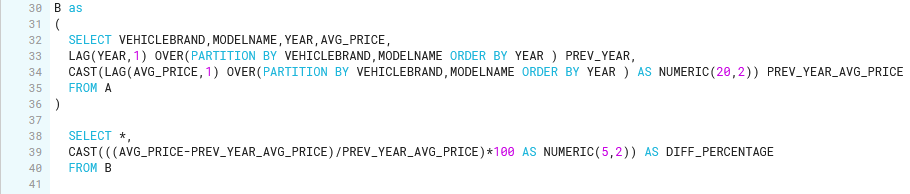 30 B as
31 (
32 SELECT VEHICLEBRAND,MODELNAME,YEAR,AVG_PRICE,
33 LAG(YEAR,1) OVER(PARTITION BY VEHICLEBRAND,MODELNAME ORDER BY YEAR ) PREV_YEAR,
34 CAST(LAG(AVG_PRICE,1) OVER(PARTITION BY VEHICLEBRAND,MODELNAME ORDER BY YEAR ) AS NUMERIC(20,2)) PREV_YEAR_AVG_PRICE
35 FROM A
36 )
37
38 SELECT *,
39 CAST(((AVG_PRICE-PREV_YEAR_AVG_PRICE)/PREV_YEAR_AVG_PRICE)*100 AS NUMERIC(5,2)) AS DIFF_PERCENTAGE
40 FROM B
41